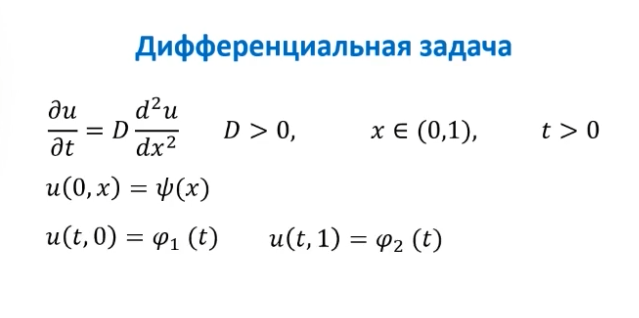 Дифференциальная задача
∂u/∂t = D d²u/dx² D > 0, x ∈ (0,1), t > 0
u(0, x) = ψ(x)
u(t, 0) = φ₁ (t) u(t, 1) = φ₂ (t)